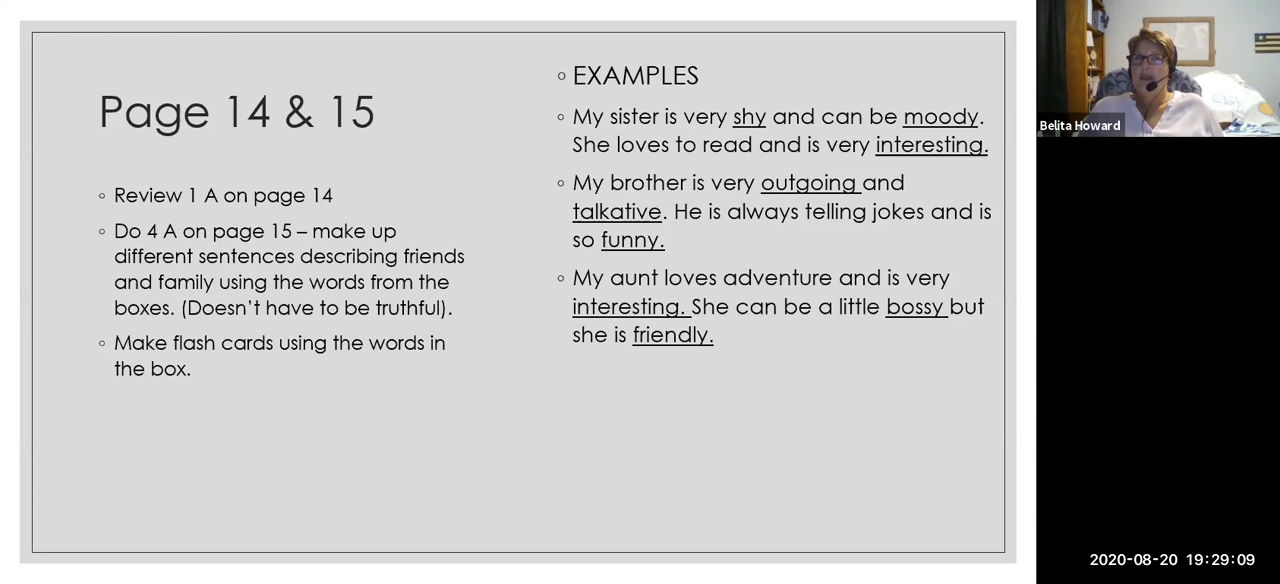 Page 14 & 15
◦ Review 1 A on page 14
◦ Do 4 A on page 15 – make up
different sentences describing friends
and family using the words from the
boxes. (Doesn’t have to be truthful).
◦ Make flash cards using the words in
the box.
◦ EXAMPLES
◦ My sister is very shy and can be moody.
She loves to read and is very interesting.
◦ My brother is very outgoing and
talkative. He is always telling jokes and is
so funny.
◦ My aunt loves adventure and is very
interesting. She can be a little bossy but
she is friendly.
Belita Howard
2020-08-20 19:29:09